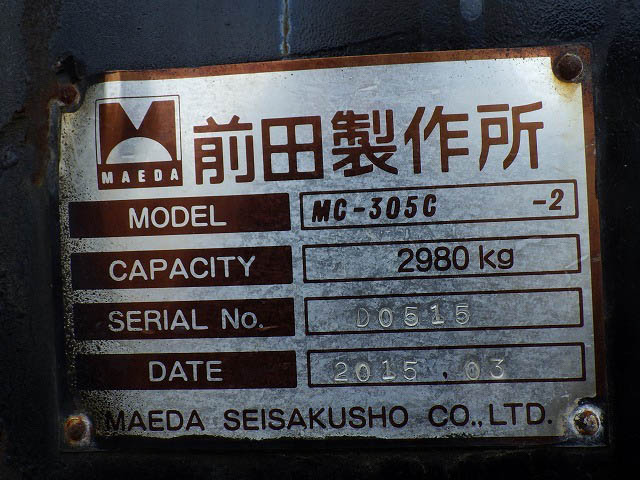 MAEDA
前田製作所
MODEL MC-305C -2
CAPACITY 2980 kg
SERIAL No. D0515
DATE 2015.03
MAEDA SEISAKUSHO CO., LTD.